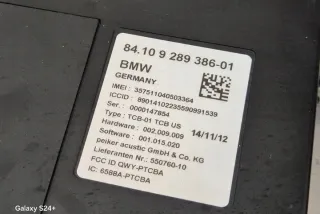 84.10 9 289 386-01
BMW
GERMANY
IMEI : 357511040503364
ICCID : 89014102235590991539
Ser. : 0000147854
Type : TCB-01 TCB US
Hardware : 002.009.009 14/11/12
Software : 001.015.020
peiker acustic GmbH & Co. KG
Lieferanten Nr.: 550760-10
FCC ID QWY-PTCBA
IC: 6588A-PTCBA
Galaxy S24+